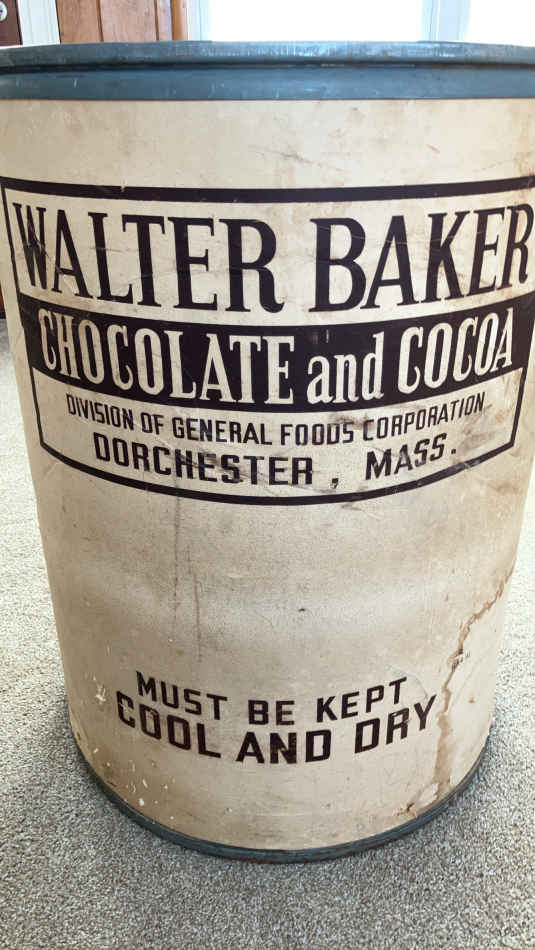 WALTER BAKER
CHOCOLATE and COCOA
DIVISION OF GENERAL FOODS CORPORATION
DORCHESTER, MASS.
MUST BE KEPT
COOL AND DRY